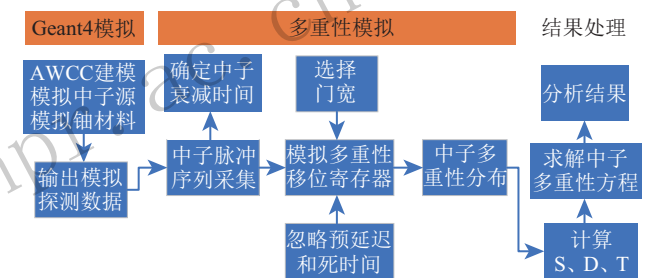 Geant4模拟
多重性模拟
结果处理
AWCC建模
模拟中子源
模拟铀材料
确定中子
衰减时间
选择
门宽
分析结果
输出模拟
探测数据
中子脉冲
序列采集
模拟多重性
移位寄存器
中子多
重性分布
求解中子
多重性方程
忽略预延迟
和死时间
计算
S、D、T